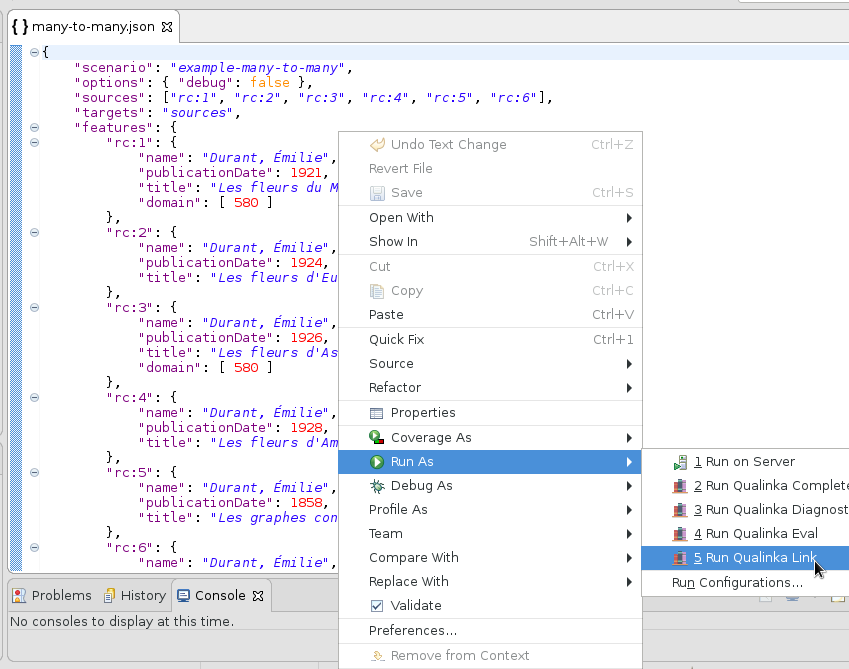 { } many-to-many.json
{
"scenario": "example-many-to-many",
"options": { "debug": false },
"sources": ["rc:1", "rc:2", "rc:3", "rc:4", "rc:5", "rc:6"],
"targets": "sources",
"features": {
"rc:1": {
"name": "Durant, Émilie",
"publicationDate": 1921,
"title": "Les fleurs du M
"domain": [ 580 ]
},
"rc:2": {
"name": "Durant, Émilie",
"publicationDate": 1924,
"title": "Les fleurs d'Eu
},
"rc:3": {
"name": "Durant, Émilie",
"publicationDate": 1926,
"title": "Les fleurs d'As
"domain": [ 580 ]
},
"rc:4": {
"name": "Durant, Émilie",
"publicationDate": 1928,
"title": "Les fleurs d'Am
},
"rc:5": {
"name": "Durant, Émilie",
"publicationDate": 1858,
"title": "Les graphes con
},
"rc:6": {
"name": "Durant, Émilie",
Undo Text Change Ctrl+Z
Revert File
Save Ctrl+S
Open With
Show In Shift+Alt+W
Cut Ctrl+X
Copy Ctrl+C
Paste Ctrl+V
Quick Fix Ctrl+1
Source
Refactor
Properties
Coverage As
Run As
Debug As
Profile As
Team
Compare With
Replace With
Validate
Preferences...
Remove from Context
1 Run on Server
2 Run Qualinka Complete
3 Run Qualinka Diagnost
4 Run Qualinka Eval
5 Run Qualinka Link
Run Configurations...
Problems History Console
No consoles to display at this time.